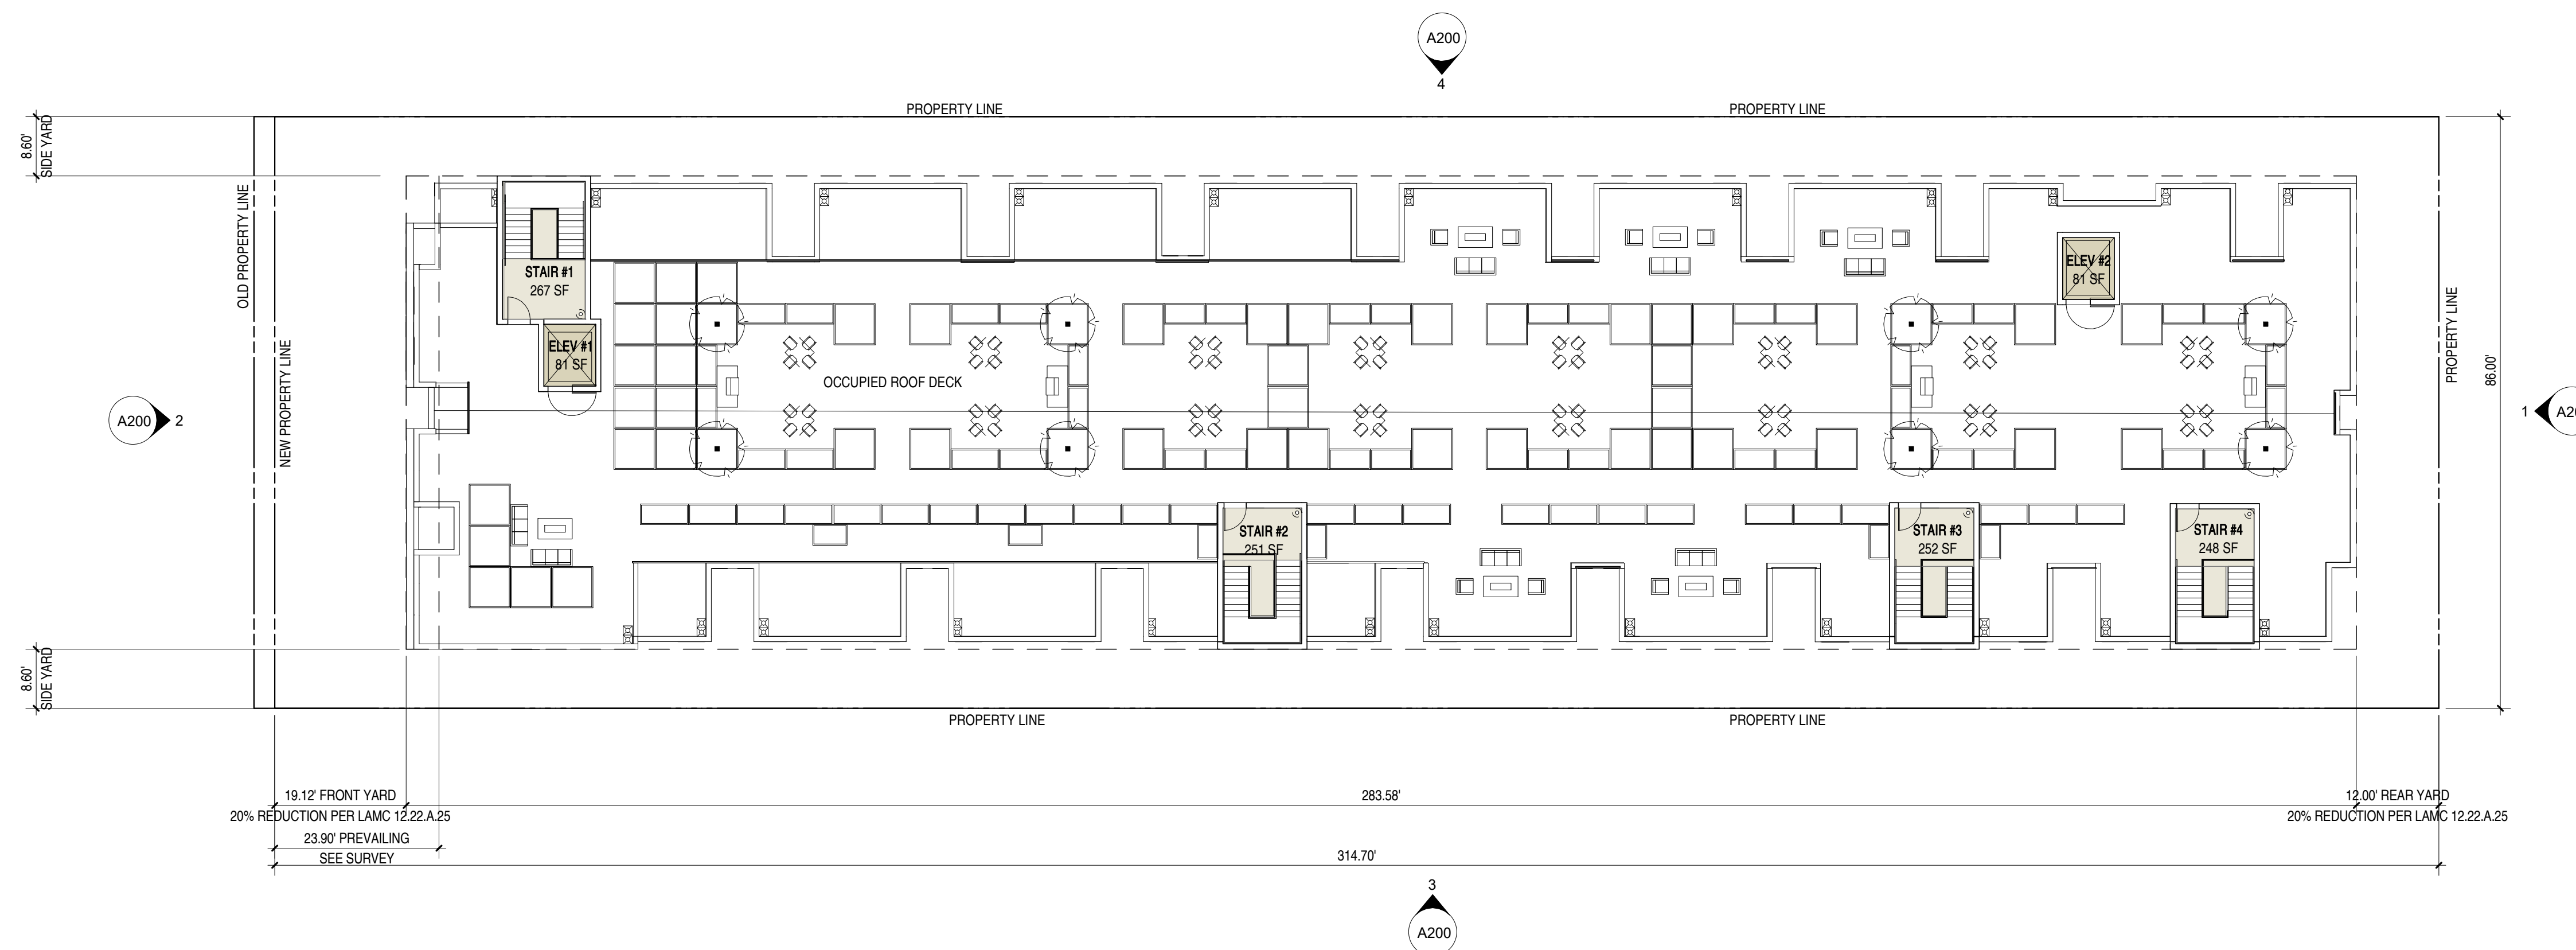 A200
4
PROPERTY LINE
PROPERTY LINE
8.60'
SIDE YARD
OLD PROPERTY LINE
NEW PROPERTY LINE
STAIR #1
267 SF
ELEV #1
81 SF
ELEV #2
81 SF
OCCUPIED ROOF DECK
PROPERTY LINE
86.00'
A200
2
1
STAIR #2
251 SF
STAIR #3
252 SF
STAIR #4
248 SF
8.60'
SIDE YARD
PROPERTY LINE
PROPERTY LINE
19.12' FRONT YARD
283.58'
12.00' REAR YARD
20% REDUCTION PER LAMC 12.22.A.25
20% REDUCTION PER LAMC 12.22.A.25
23.90' PREVAILING
SEE SURVEY
314.70'
3
A200